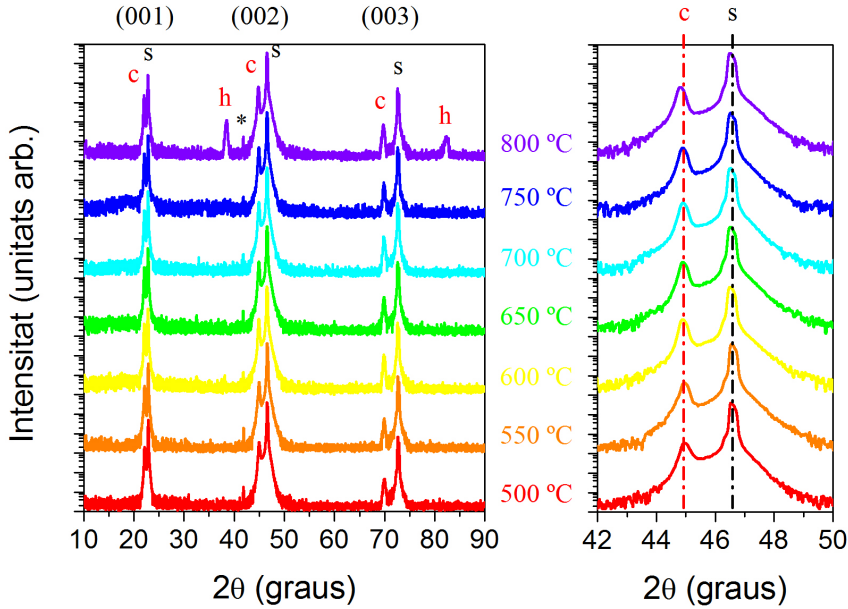 (001) (002) (003)
s s s
c c c
h * h
Intensitat (unitats arb.)
800 ºC
750 ºC
700 ºC
650 ºC
600 ºC
550 ºC
500 ºC
10 20 30 40 50 60 70 80 90
2θ (graus)
c s
42 44 46 48 50
2θ (graus)